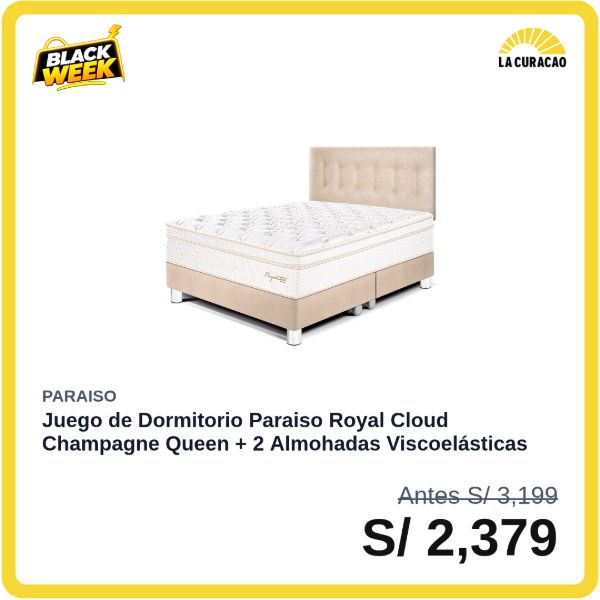 BLACK
WEEK
LA CURACAO
PARAISO
Juego de Dormitorio Paraiso Royal Cloud
Champagne Queen + 2 Almohadas Viscoelásticas
Antes S/ 3,199
S/ 2,379